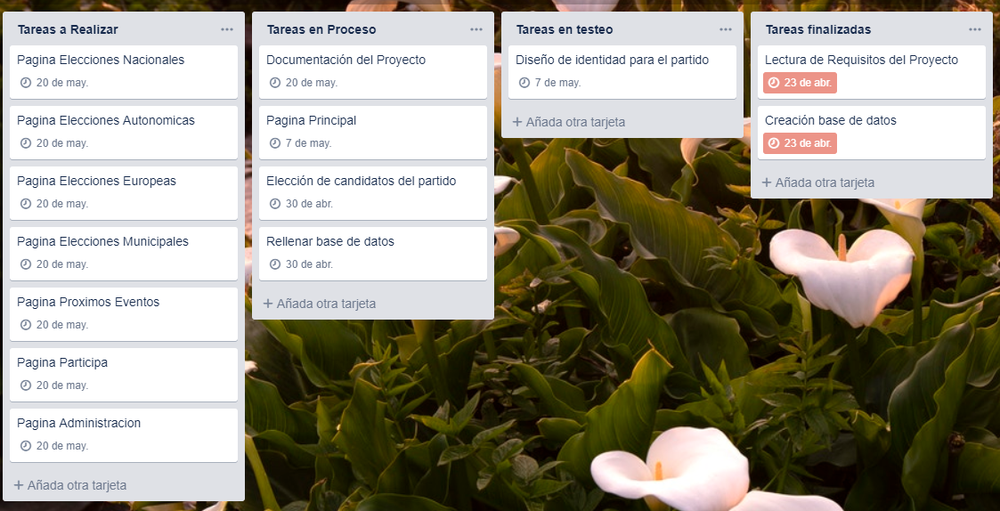 Tareas a Realizar
Pagina Elecciones Nacionales
20 de may.
Pagina Elecciones Autonomicas
20 de may.
Pagina Elecciones Europeas
20 de may.
Pagina Elecciones Municipales
20 de may.
Pagina Proximos Eventos
20 de may.
Pagina Participa
20 de may.
Pagina Administracion
20 de may.
+ Añada otra tarjeta
Tareas en Proceso
Documentación del Proyecto
20 de may.
Pagina Principal
7 de may.
Elección de candidatos del partido
30 de abr.
Rellenar base de datos
30 de abr.
+ Añada otra tarjeta
Tareas en testeo
Diseño de identidad para el partido
7 de may.
+ Añada otra tarjeta
Tareas finalizadas
Lectura de Requisitos del Proyecto
23 de abr.
Creación base de datos
23 de abr.
+ Añada otra tarjeta